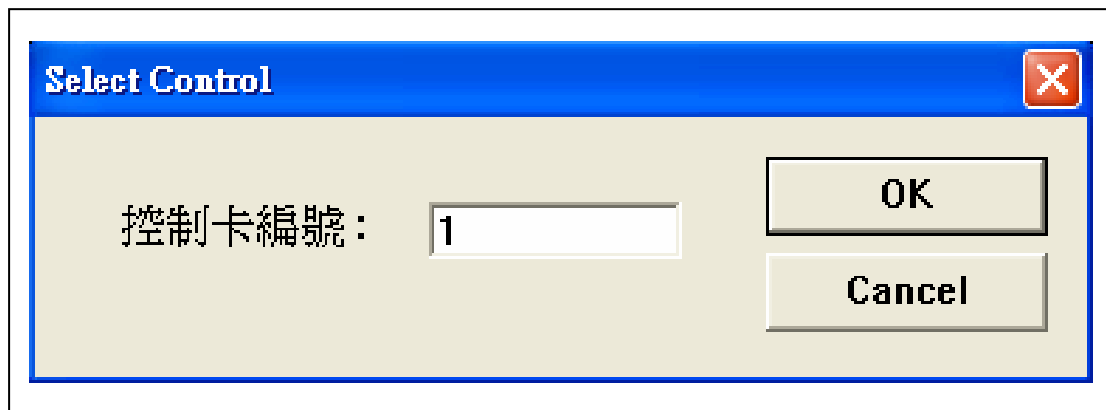 Select Control
控制卡編號：
1
OK
Cancel